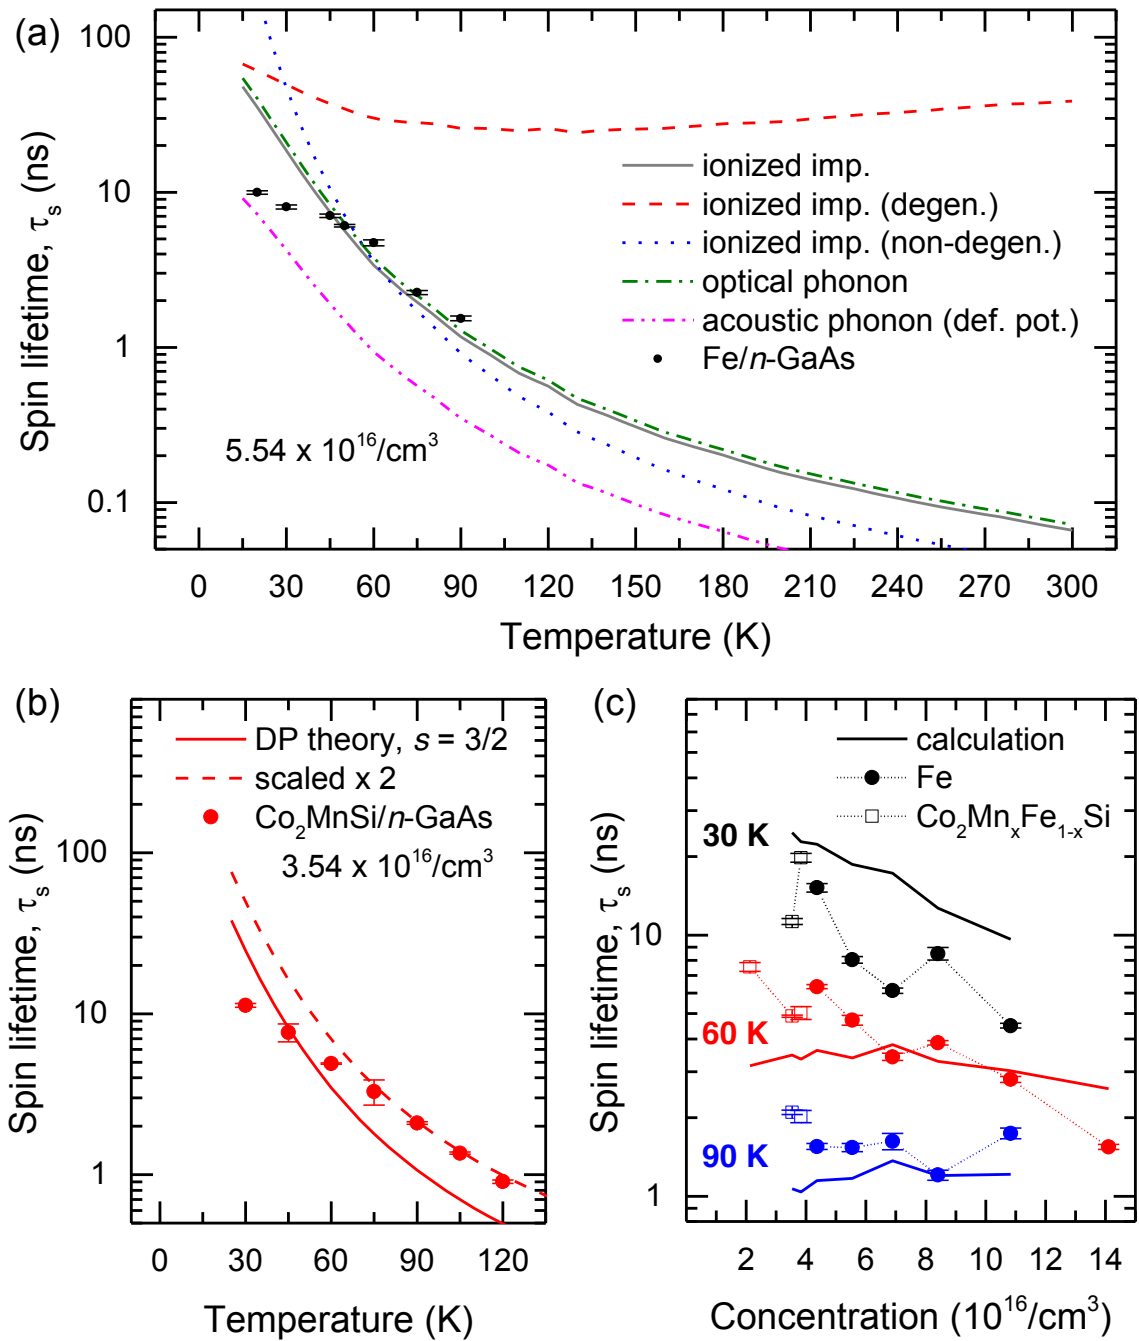 (a)
100
10
1
0.1
Spin lifetime, τs (ns)
ionized imp.
ionized imp. (degen.)
ionized imp. (non-degen.)
optical phonon
acoustic phonon (def. pot.)
Fe/n-GaAs
5.54 x 10^16/cm^3
0 30 60 90 120 150 180 210 240 270 300
Temperature (K)
(b)
DP theory, s = 3/2
scaled x 2
Co2MnSi/n-GaAs
3.54 x 10^16/cm^3
100
10
1
Spin lifetime, τs (ns)
0 30 60 90 120
Temperature (K)
(c)
calculation
Fe
Co2MnxFe1-xSi
30 K
60 K
90 K
10
1
Spin lifetime, τs (ns)
2 4 6 8 10 12 14
Concentration (10^16/cm^3)